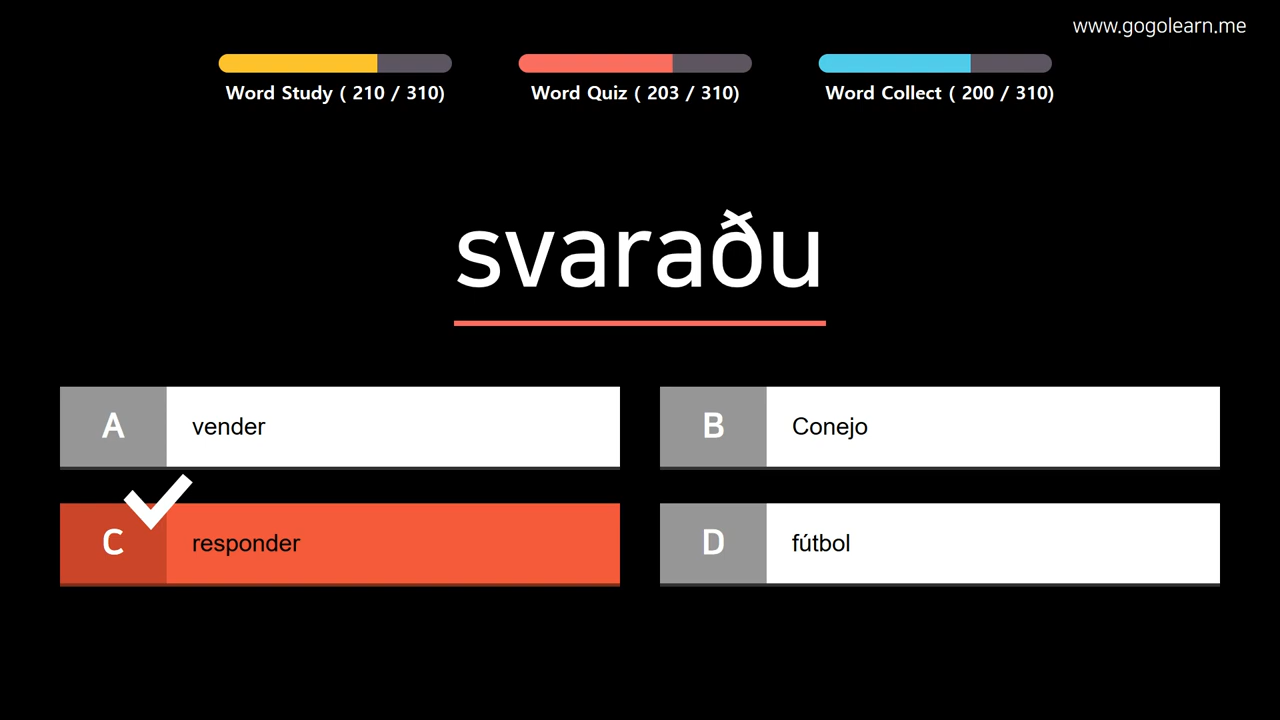 www.gogolearn.me
Word Study ( 210 / 310)
Word Quiz ( 203 / 310)
Word Collect ( 200 / 310)
svaraðu
A vender
B Conejo
C responder
D fútbol